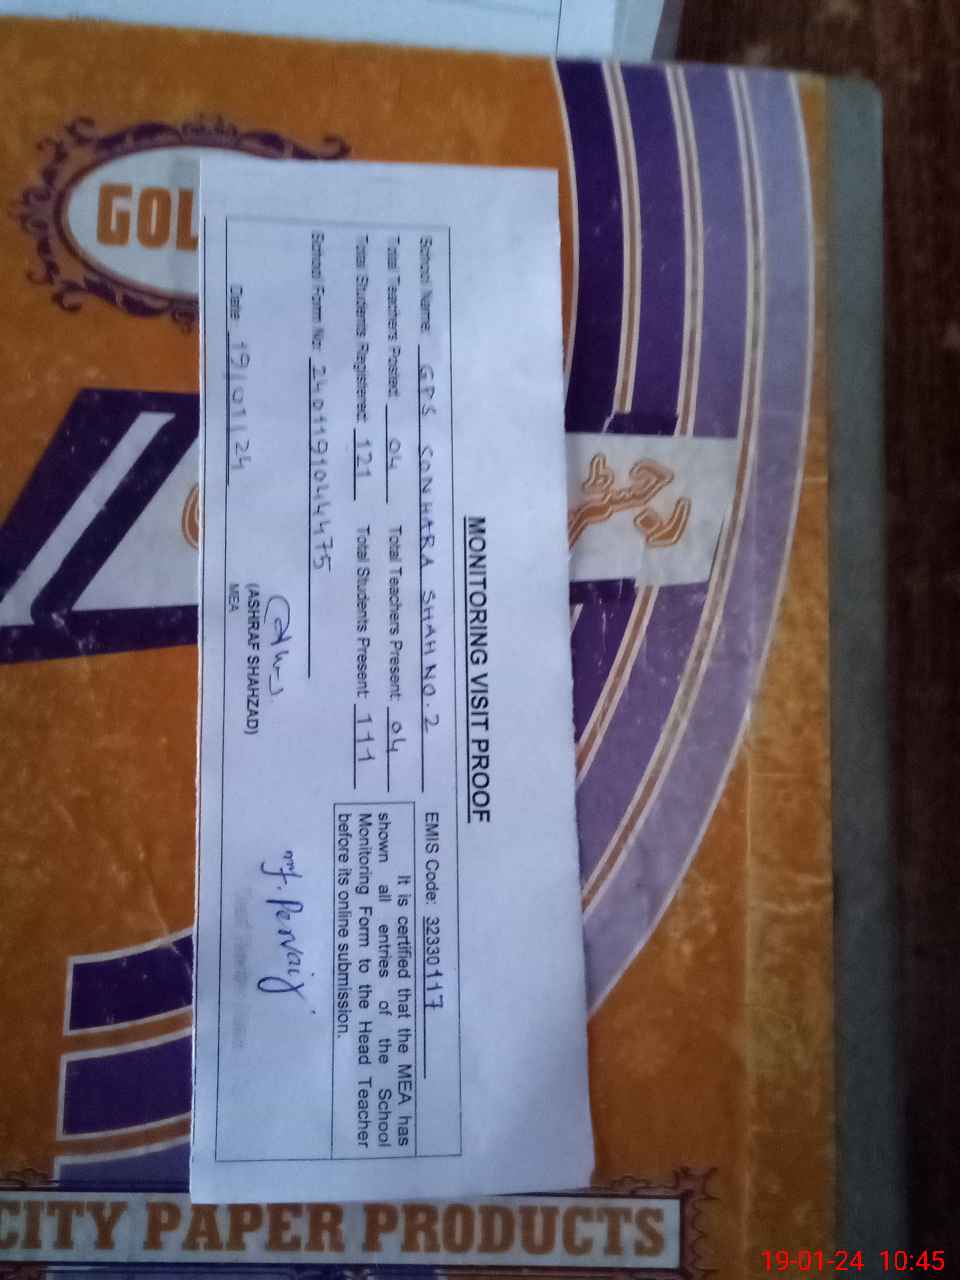 MONITORING VISIT PROOF
School Name: GPS SONHARA SHAH NO. 2 EMIS Code: 32330117
Total Teachers Posted: 04 Total Teachers Present: 04
Total Students Registered: 121 Total Students Present: 111
School Form No: 24011910444475
It is certified that the MEA has
shown all entries of the School
Monitoring Form to the Head Teacher
before its online submission.
Date: 19/01/24
(ASHRAF SHAHZAD)
MEA
GOL
CITY PAPER PRODUCTS
19-01-24 10:45